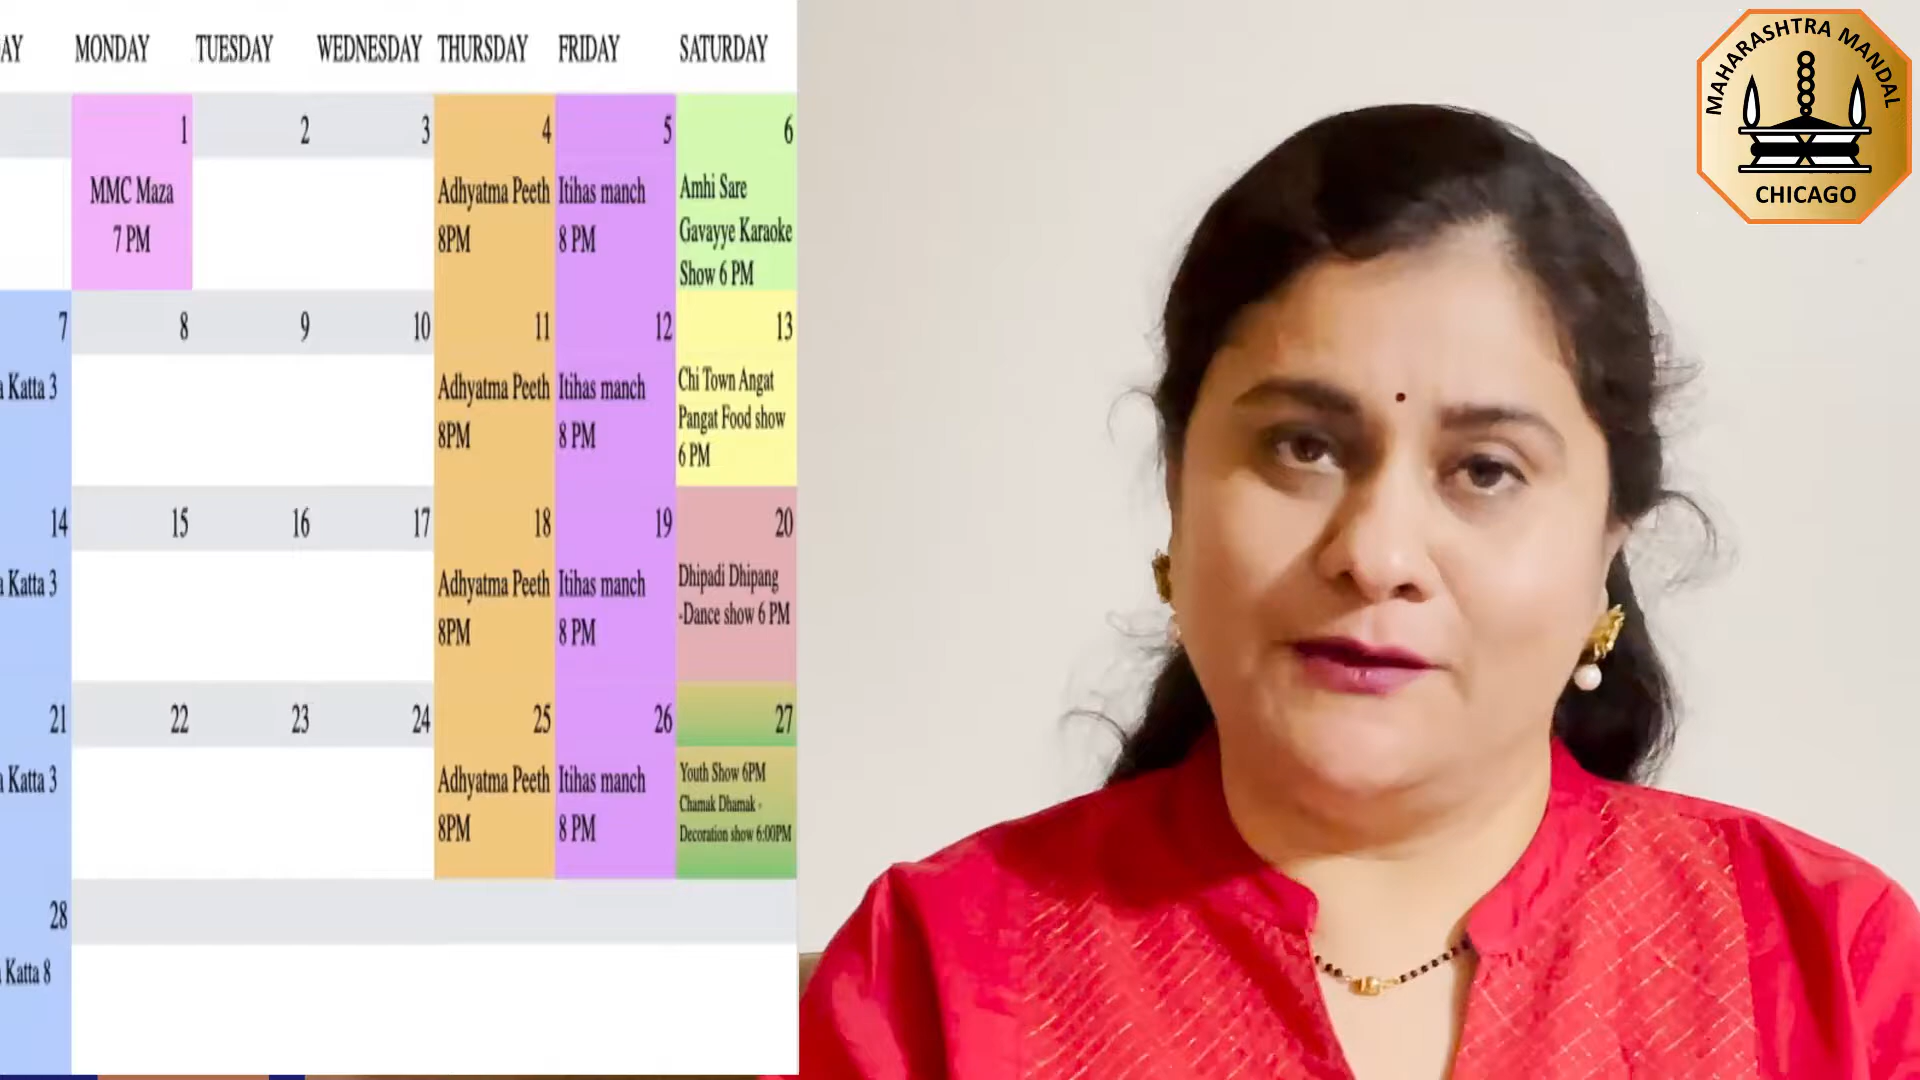 AY MONDAY TUESDAY WEDNESDAY THURSDAY FRIDAY SATURDAY
1 2 3 4 5 6
MMC Maza
7 PM
Adhyatma Peeth
8PM
Itihas manch
8 PM
Amhi Sare
Gavayye Karaoke
Show 6 PM
7 8 9 10 11 12 13
a Katta 3
Adhyatma Peeth
8PM
Itihas manch
8 PM
Chi Town Angat
Pangat Food show
6 PM
14 15 16 17 18 19 20
a Katta 3
Adhyatma Peeth
8PM
Itihas manch
8 PM
Dhipadi Dhipang
-Dance show 6 PM
21 22 23 24 25 26 27
a Katta 3
Adhyatma Peeth
8PM
Itihas manch
8 PM
Youth Show 6PM
Chamak Dhamak -
Decoration show 6:00PM
28
Katta 8
MAHARASHTRA MANDAL
CHICAGO